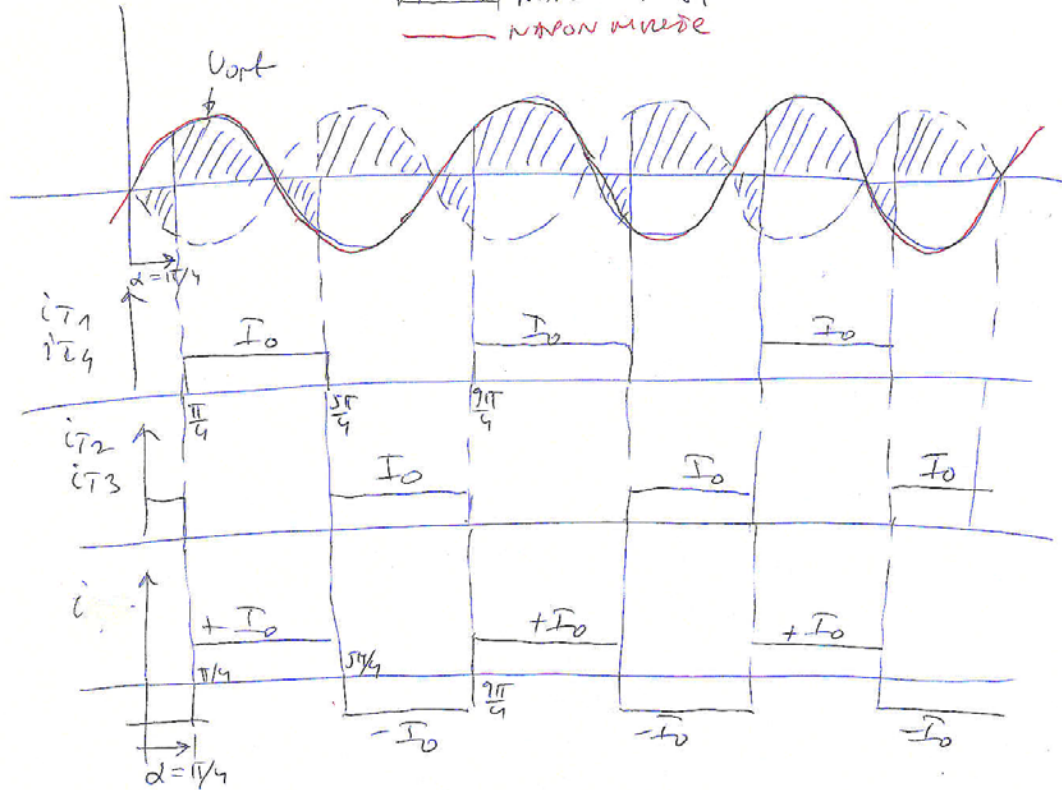 NAPON MREŽE
Uopt
α=π/4
iT1
iT4
I₀ I₀ I₀
π/4 5π/4 9π/4
iT2
iT3
I₀ I₀ I₀
i
+I₀ +I₀ +I₀
π/4 5π/4 9π/4
-I₀ -I₀ -I₀
α=π/4